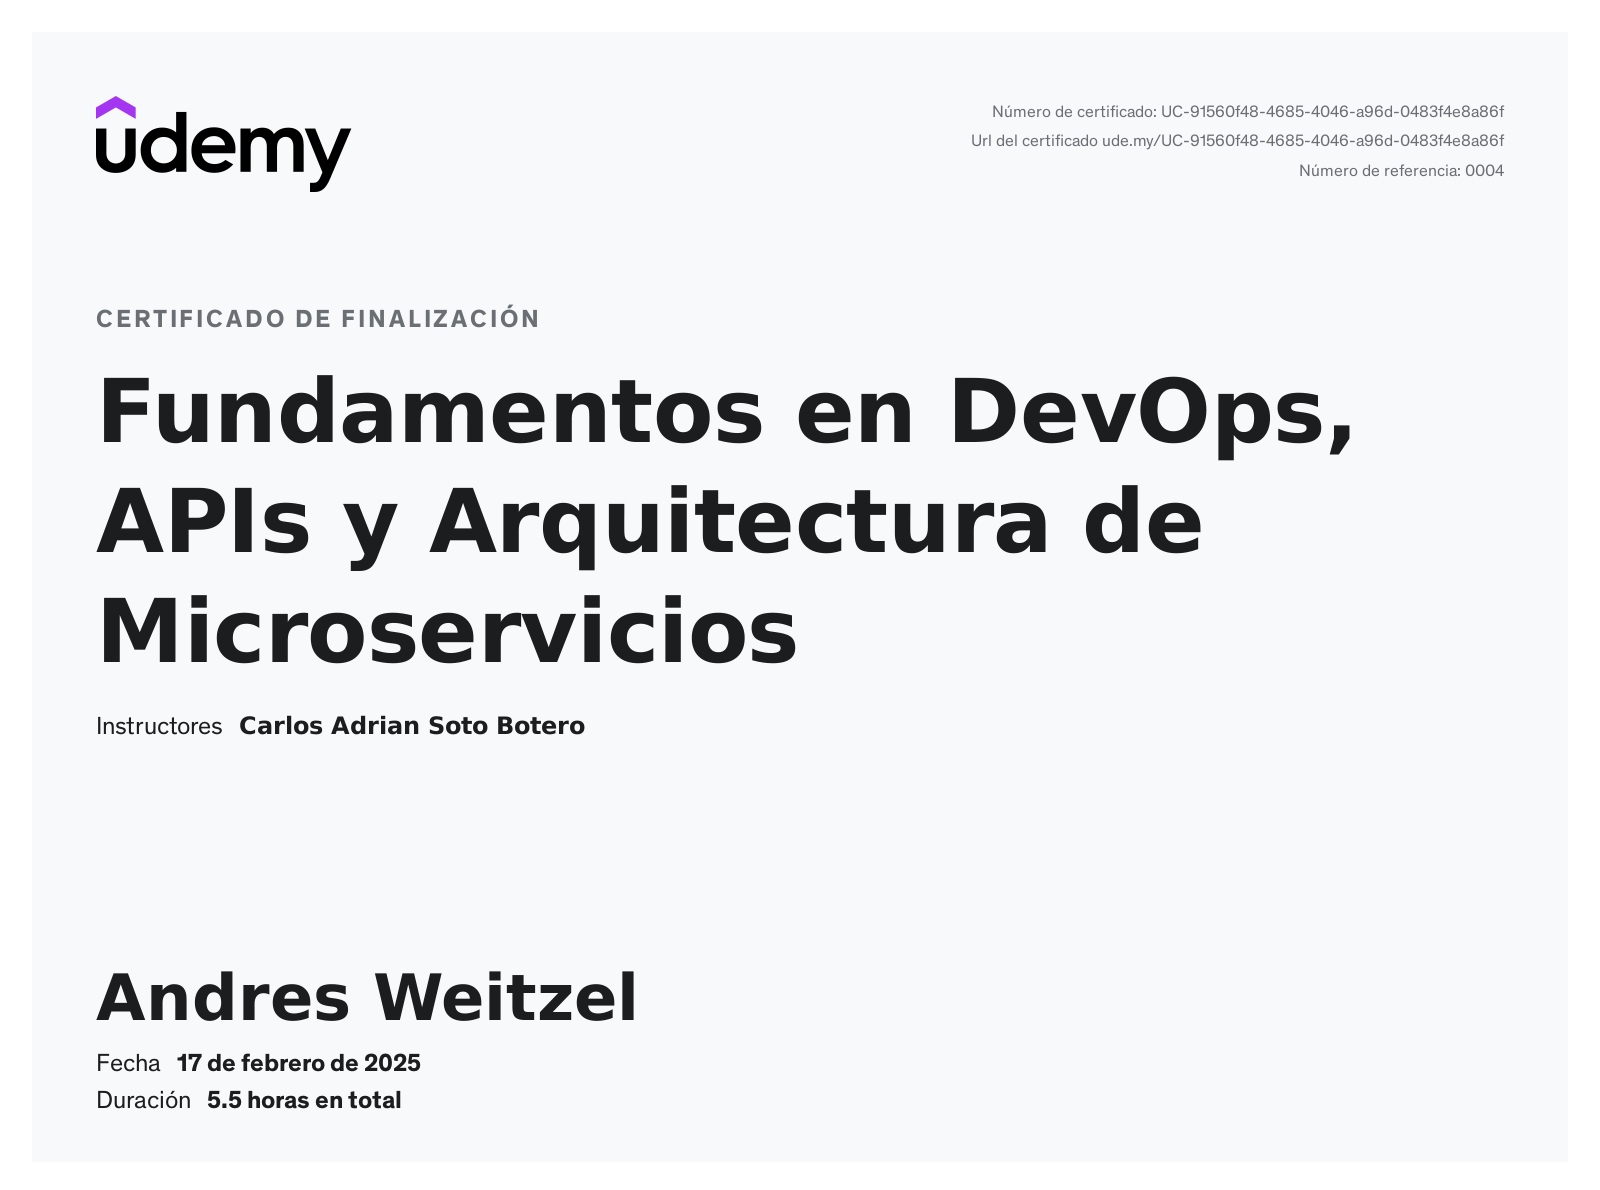 udemy
Número de certificado: UC-91560f48-4685-4046-a96d-0483f4e8a86f
Url del certificado ude.my/UC-91560f48-4685-4046-a96d-0483f4e8a86f
Número de referencia: 0004
CERTIFICADO DE FINALIZACIÓN
Fundamentos en DevOps,
APIs y Arquitectura de
Microservicios
Instructores Carlos Adrian Soto Botero
Andres Weitzel
Fecha 17 de febrero de 2025
Duración 5.5 horas en total